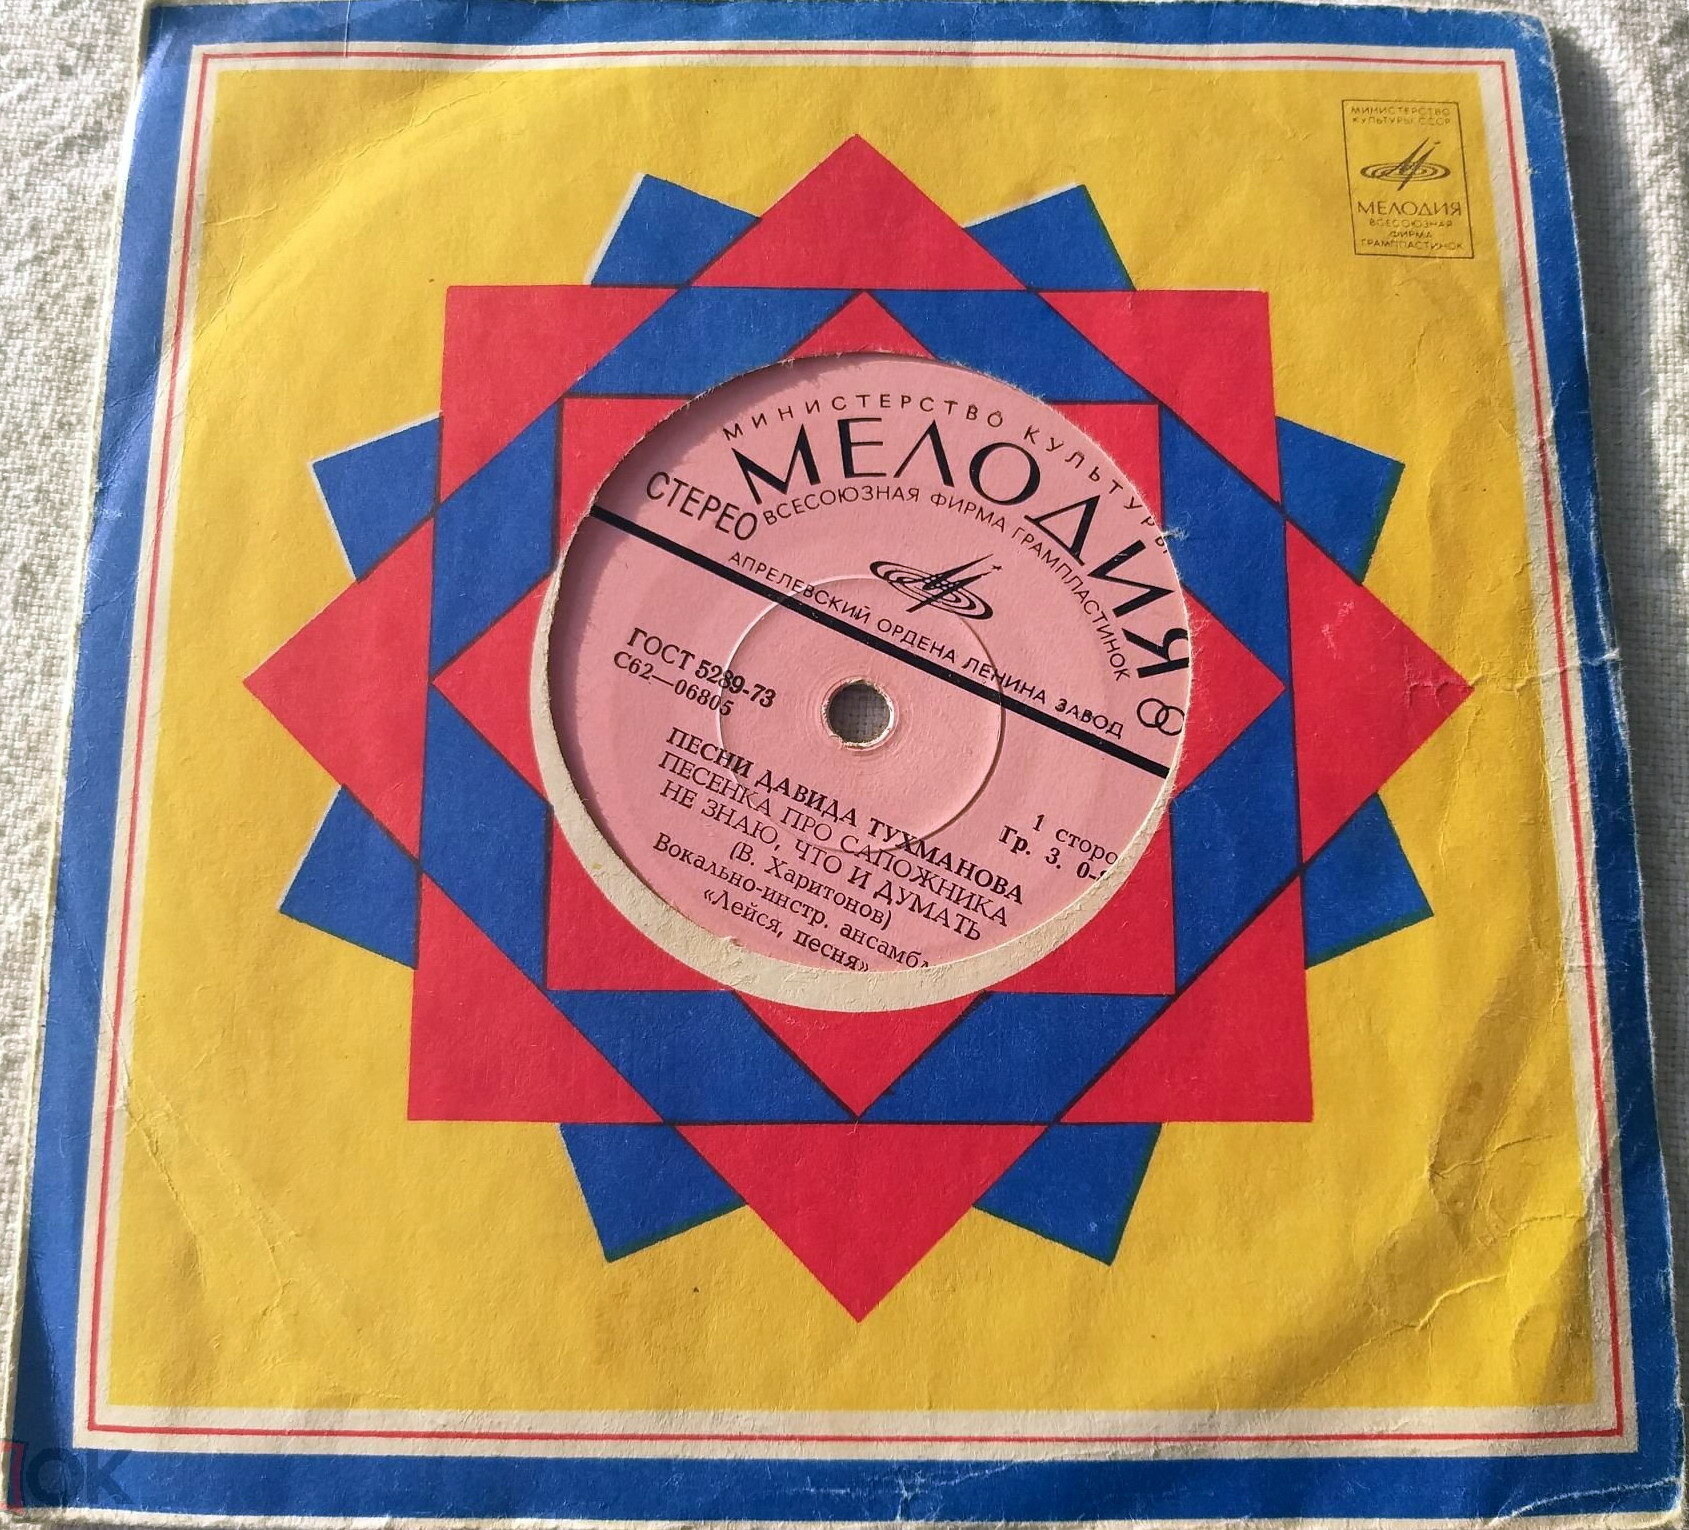 МИНИСТЕРСТВО
КУЛЬТУРЫ СССР
МЕЛОДИЯ
ВСЕСОЮЗНАЯ
ФИРМА
ГРАМПЛАСТИНОК
МИНИСТЕРСТВО КУЛЬТУРЫ
МЕЛОДИЯ
ВСЕСОЮЗНАЯ ФИРМА ГРАМПЛАСТИНОК
СТЕРЕО
АПРЕЛЕВСКИЙ ОРДЕНА ЛЕНИНА ЗАВОД
ГОСТ 5289-73
С62—06805
1 сторо
Гр. 3. 0-
ПЕСНИ ДАВИДА ТУХМАНОВА
ПЕСЕНКА ПРО САПОЖНИКА
НЕ ЗНАЮ, ЧТО И ДУМАТЬ
(В. Харитонов)
Вокально-инстр. ансамбл
«Лейся, песня»